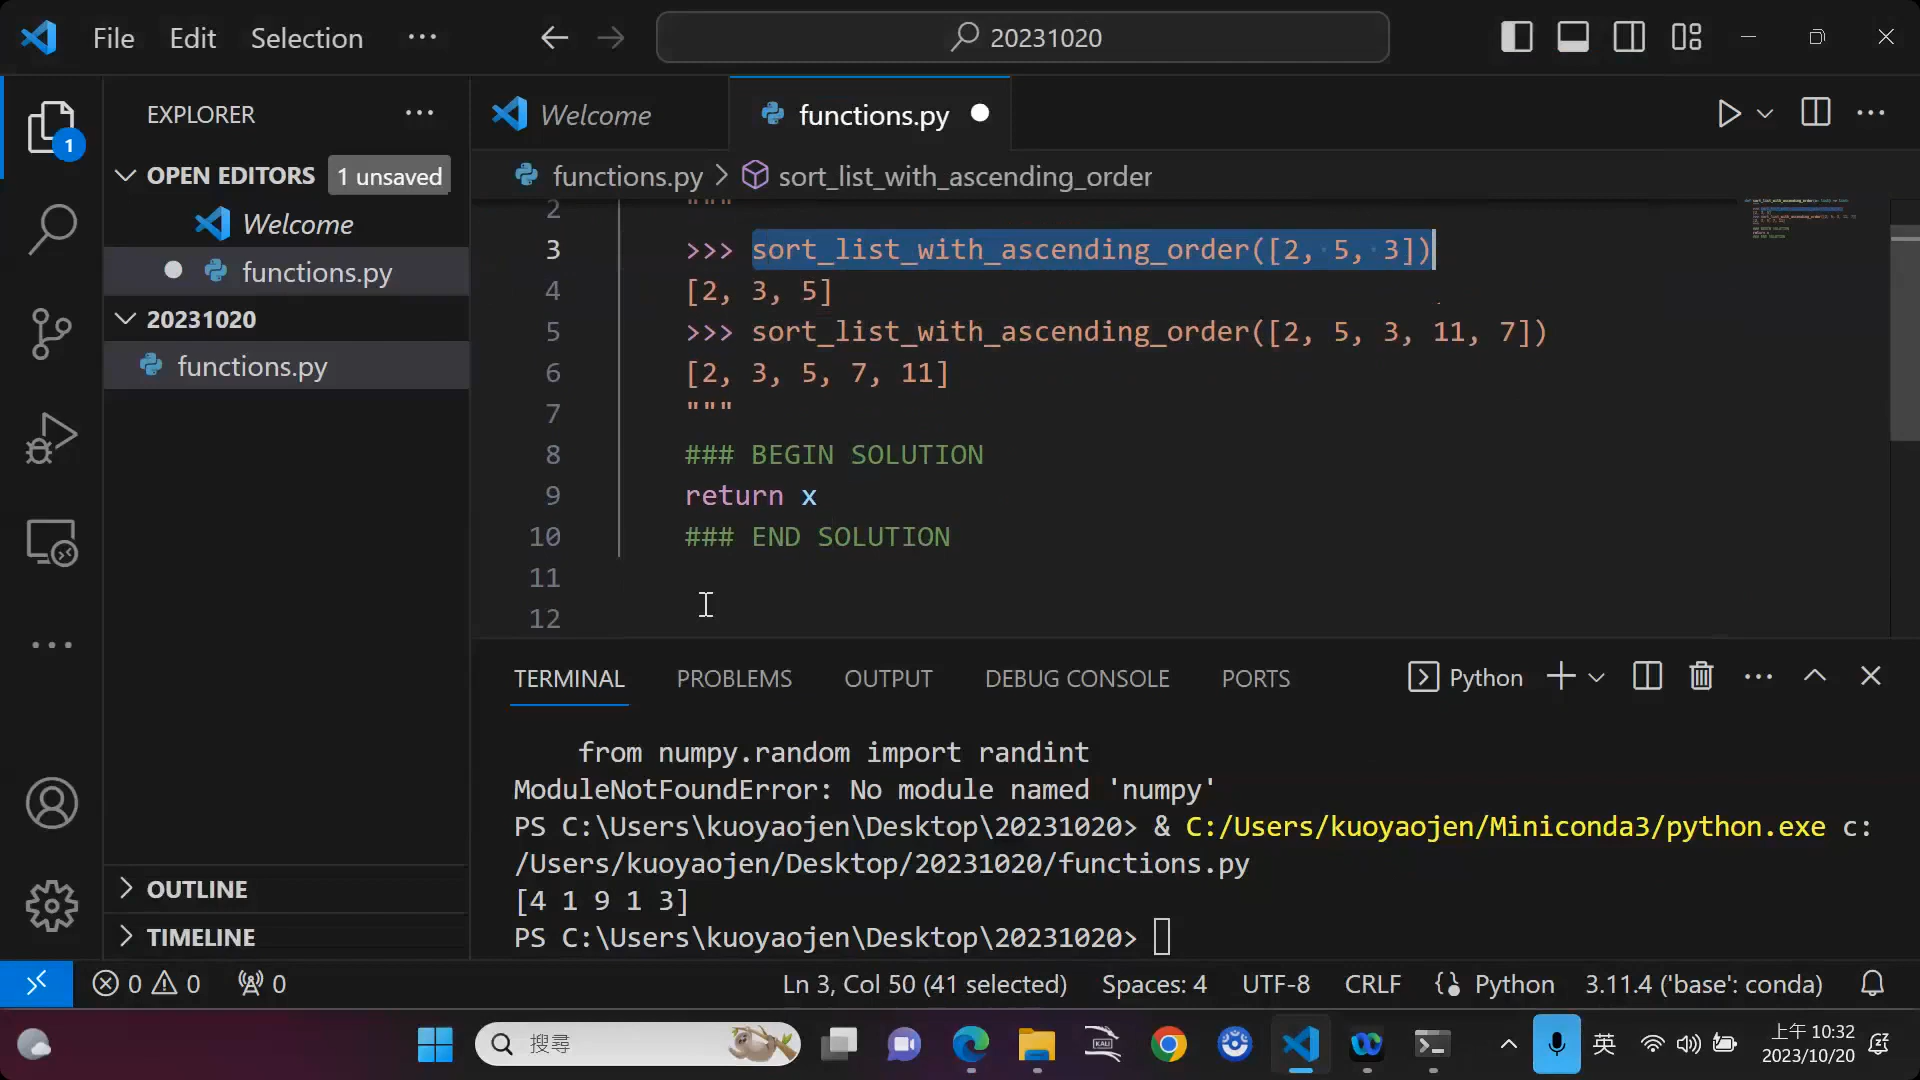 File Edit Selection ··· 20231020
EXPLORER ···
1
OPEN EDITORS 1 unsaved
Welcome
functions.py
20231020
functions.py
OUTLINE
TIMELINE
Welcome functions.py
functions.py > sort_list_with_ascending_order
2 """
3 >>> sort_list_with_ascending_order([2, 5, 3])
4 [2, 3, 5]
5 >>> sort_list_with_ascending_order([2, 5, 3, 11, 7])
6 [2, 3, 5, 7, 11]
7 """
8 ### BEGIN SOLUTION
9 return x
10 ### END SOLUTION
11
12
TERMINAL PROBLEMS OUTPUT DEBUG CONSOLE PORTS Python
from numpy.random import randint
ModuleNotFoundError: No module named 'numpy'
PS C:\Users\kuoyaojen\Desktop\20231020> & C:/Users/kuoyaojen/Miniconda3/python.exe c:
/Users/kuoyaojen/Desktop/20231020/functions.py
[4 1 9 1 3]
PS C:\Users\kuoyaojen\Desktop\20231020>
0 0 0 Ln 3, Col 50 (41 selected) Spaces: 4 UTF-8 CRLF Python 3.11.4 ('base': conda)
搜尋 英 上午 10:32
2023/10/20